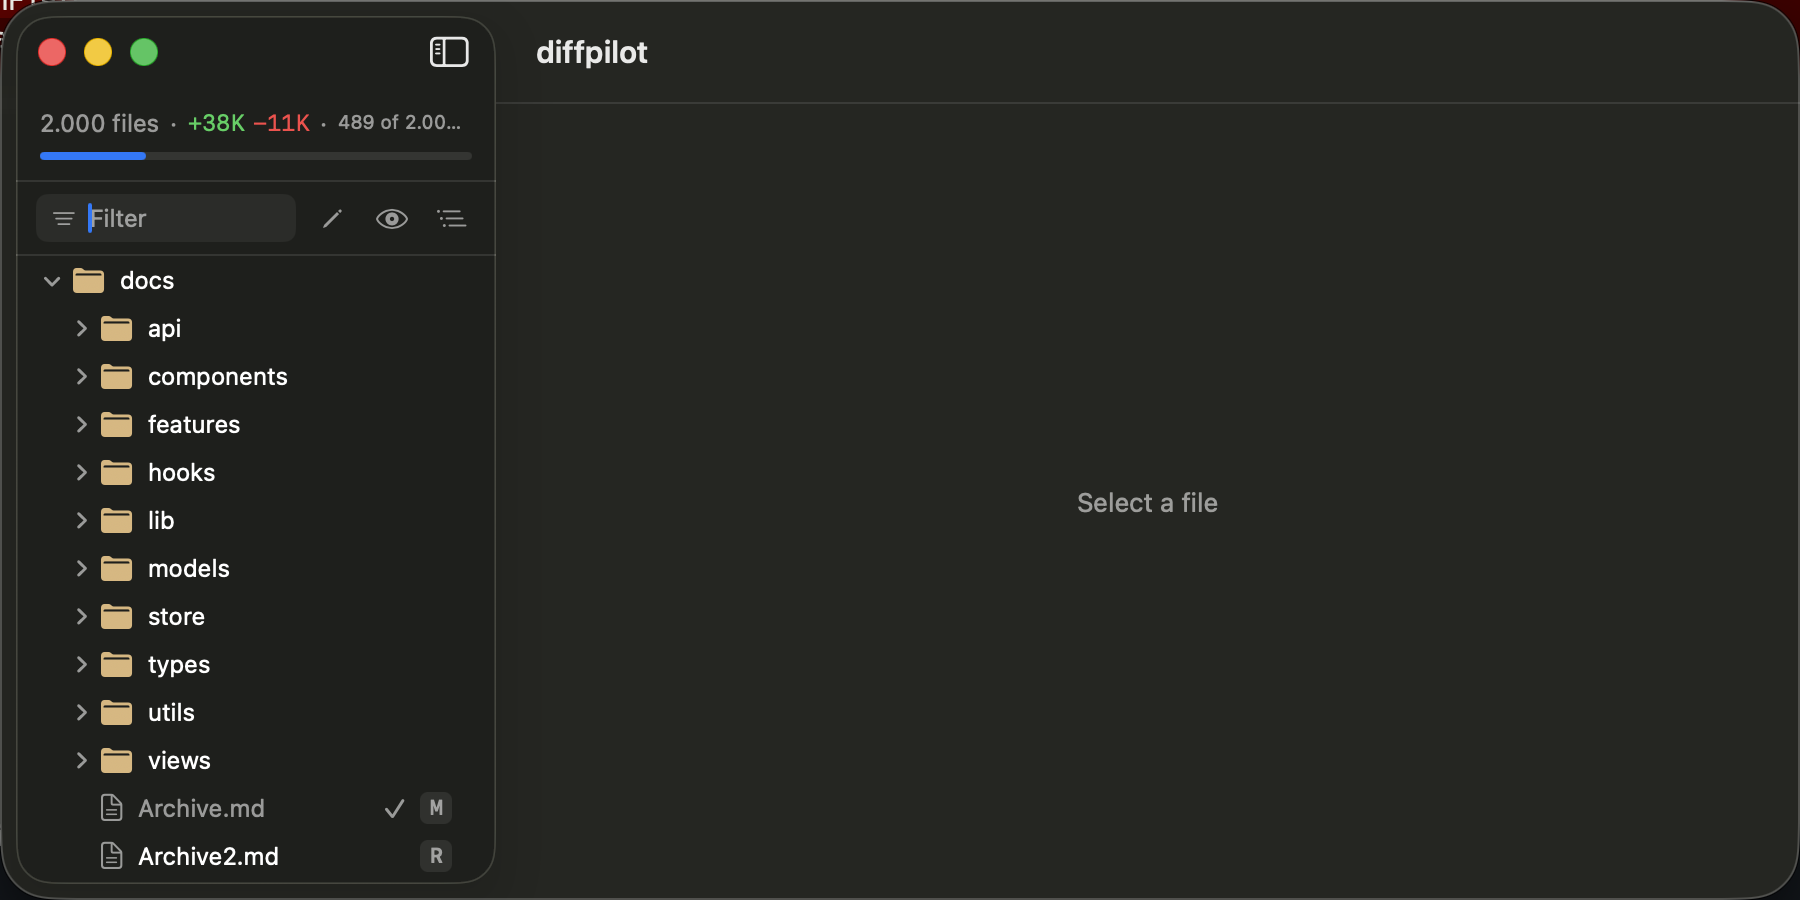 diffpilot
2.000 files · +38K −11K · 489 of 2.00...
Filter
docs
api
components
features
hooks
lib
models
store
types
utils
views
Archive.md M
Archive2.md R
Select a file